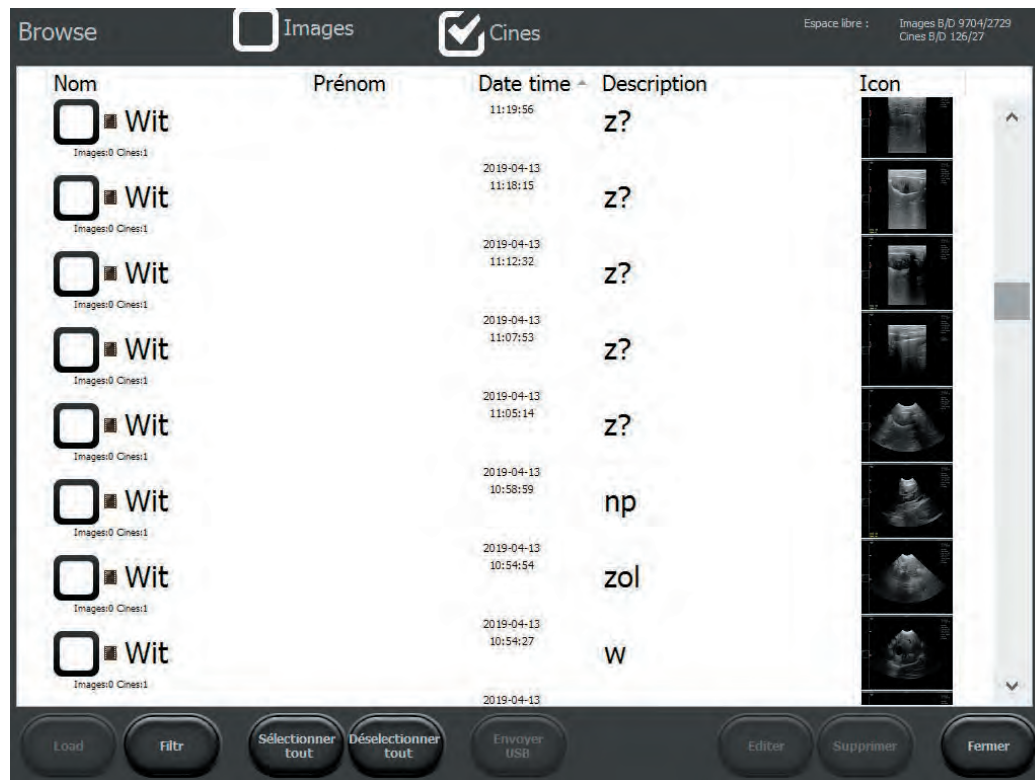 Browse
Images
Cines
Espace libre : Images B/D 9704/2729
Cines B/D 126/27
Nom Prénom Date time Description Icon
Wit 11:19:56 z?
Images:0 Cines:1
2019-04-13
Wit 11:18:15 z?
Images:0 Cines:1
2019-04-13
Wit 11:12:32 z?
Images:0 Cines:1
2019-04-13
Wit 11:07:53 z?
Images:0 Cines:1
2019-04-13
Wit 11:05:14 z?
Images:0 Cines:1
2019-04-13
Wit 10:58:59 np
Images:0 Cines:1
2019-04-13
Wit 10:54:54 zol
Images:0 Cines:1
2019-04-13
Wit 10:54:27 w
Images:0 Cines:1
2019-04-13
Load
Filtr
Sélectionner
tout
Déselectionner
tout
Envoyer
USB
Editer
Supprimer
Fermer